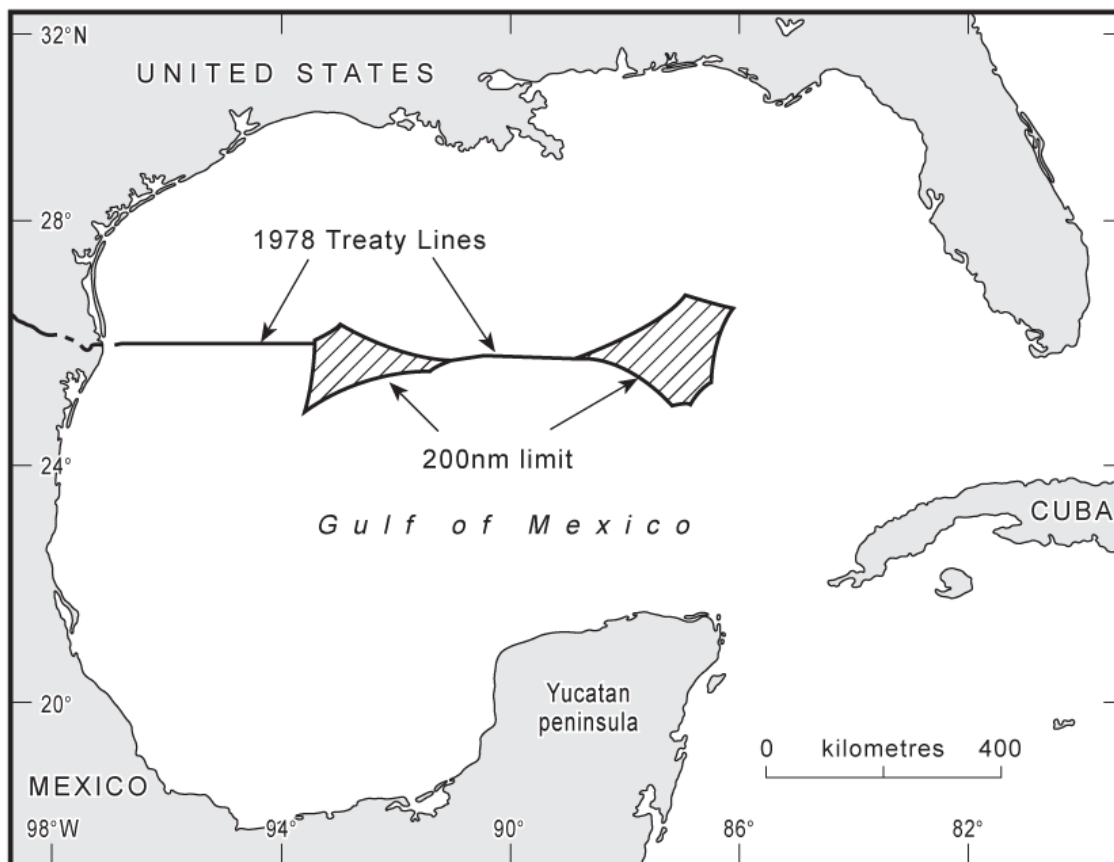 32°N
UNITED STATES
28°
1978 Treaty Lines
200nm limit
24°
Gulf of Mexico
CUBA
20°
Yucatan
peninsula
0 kilometres 400
MEXICO
98°W
94°
90°
86°
82°